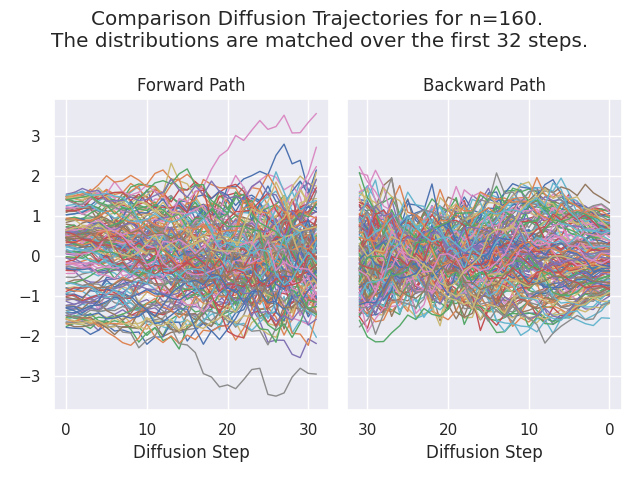 Comparison Diffusion Trajectories for n=160.
The distributions are matched over the first 32 steps.
Forward Path
Backward Path
3
2
1
0
−1
−2
−3
0 10 20 30
30 20 10 0
Diffusion Step
Diffusion Step